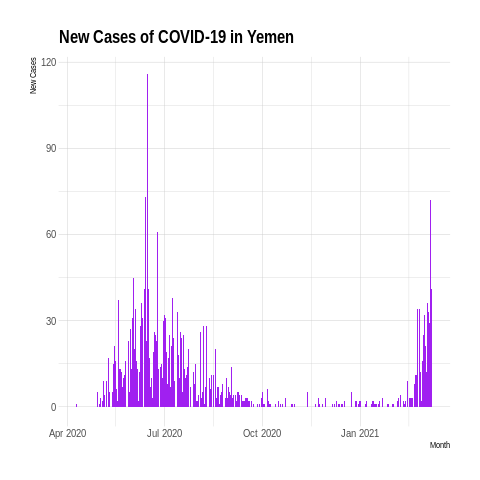 New Cases of COVID-19 in Yemen
New Cases
120
90
60
30
0
Apr 2020
Jul 2020
Oct 2020
Jan 2021
Month